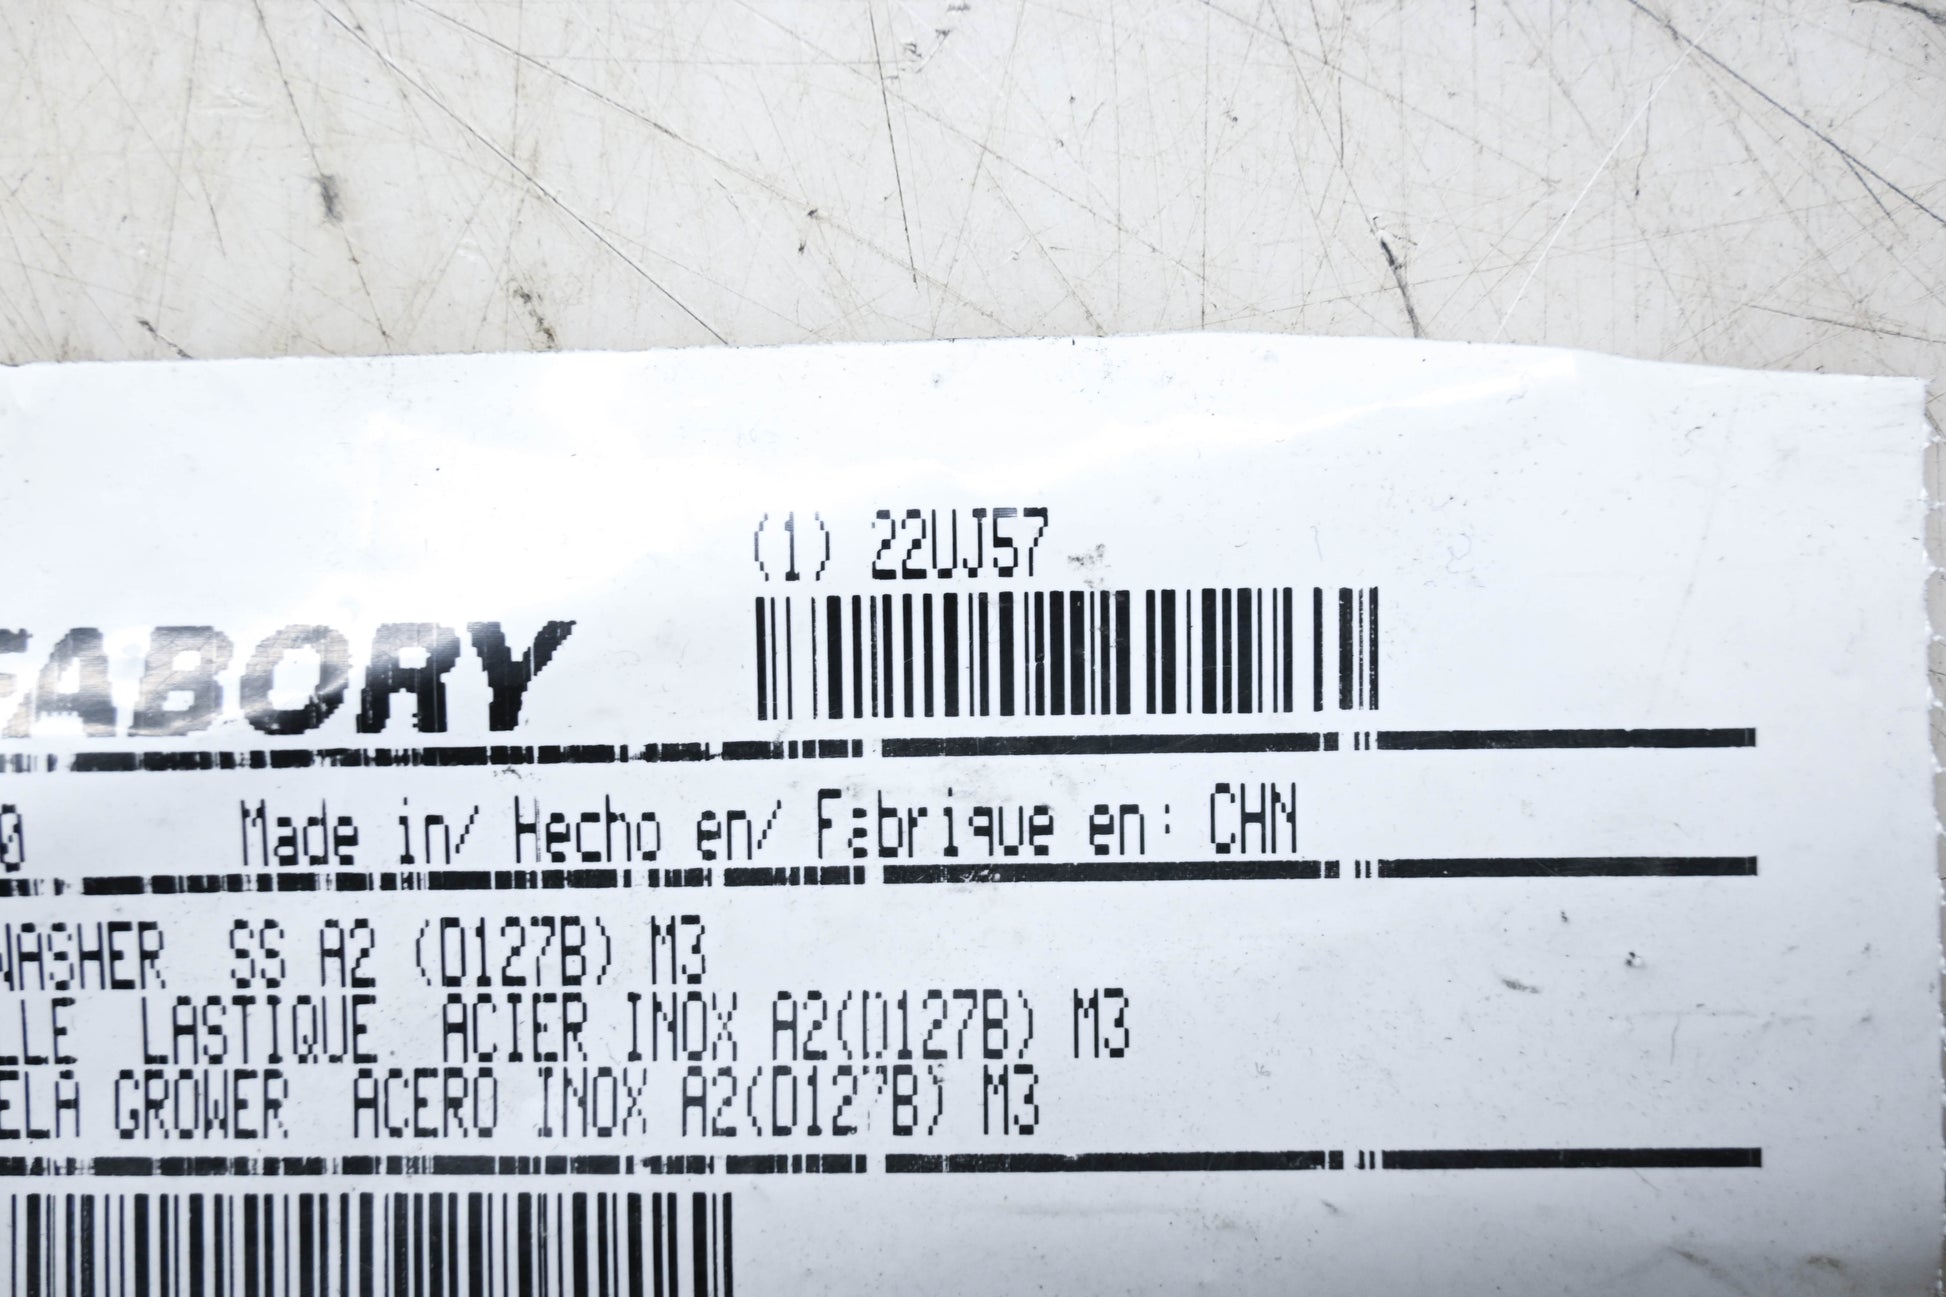 (1) 22UJ57
FABORY
0 Made in/ Hecho en/ Fabrique en: CHN
WASHER SS A2 (D127B) M3
LLE LASTIQUE ACIER INOX A2(D127B) M3
ELA GROWER ACERO INOX A2(D127B) M3